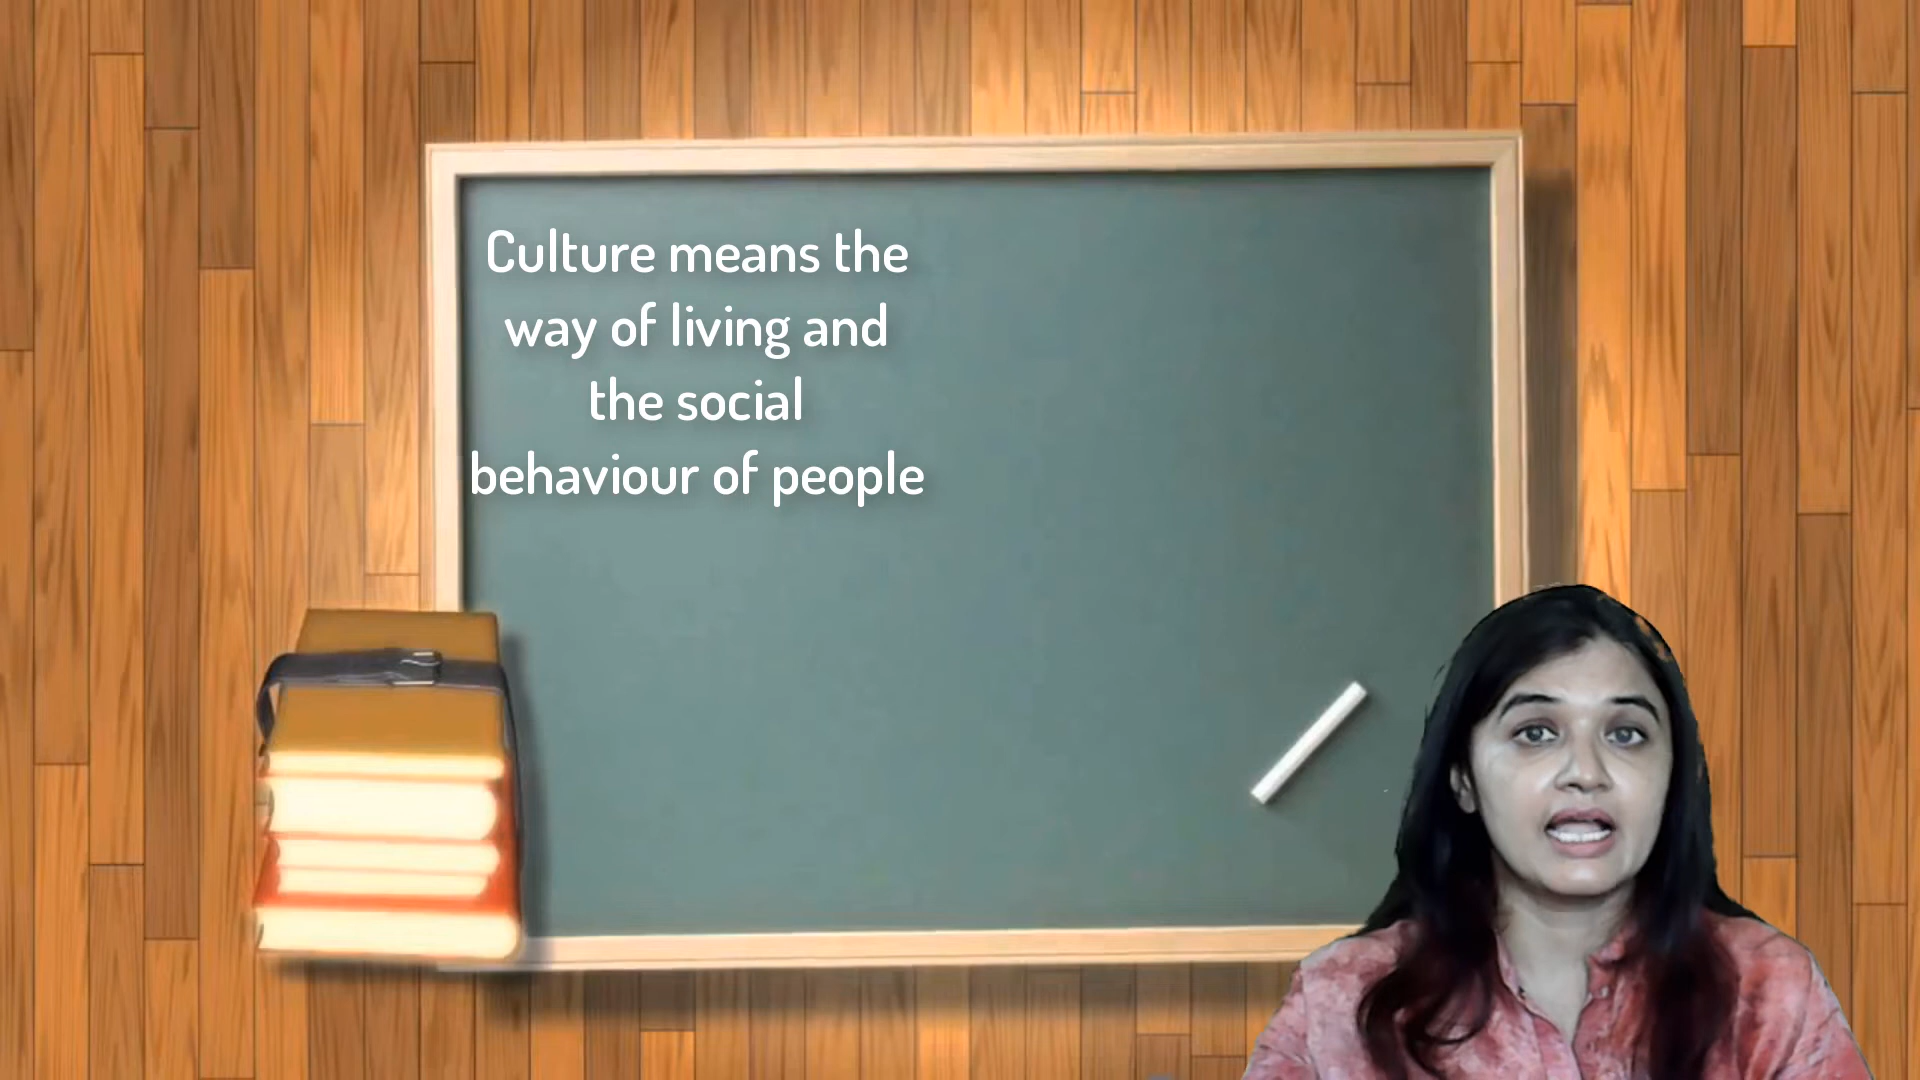 Culture means the
way of living and
the social
behaviour of people